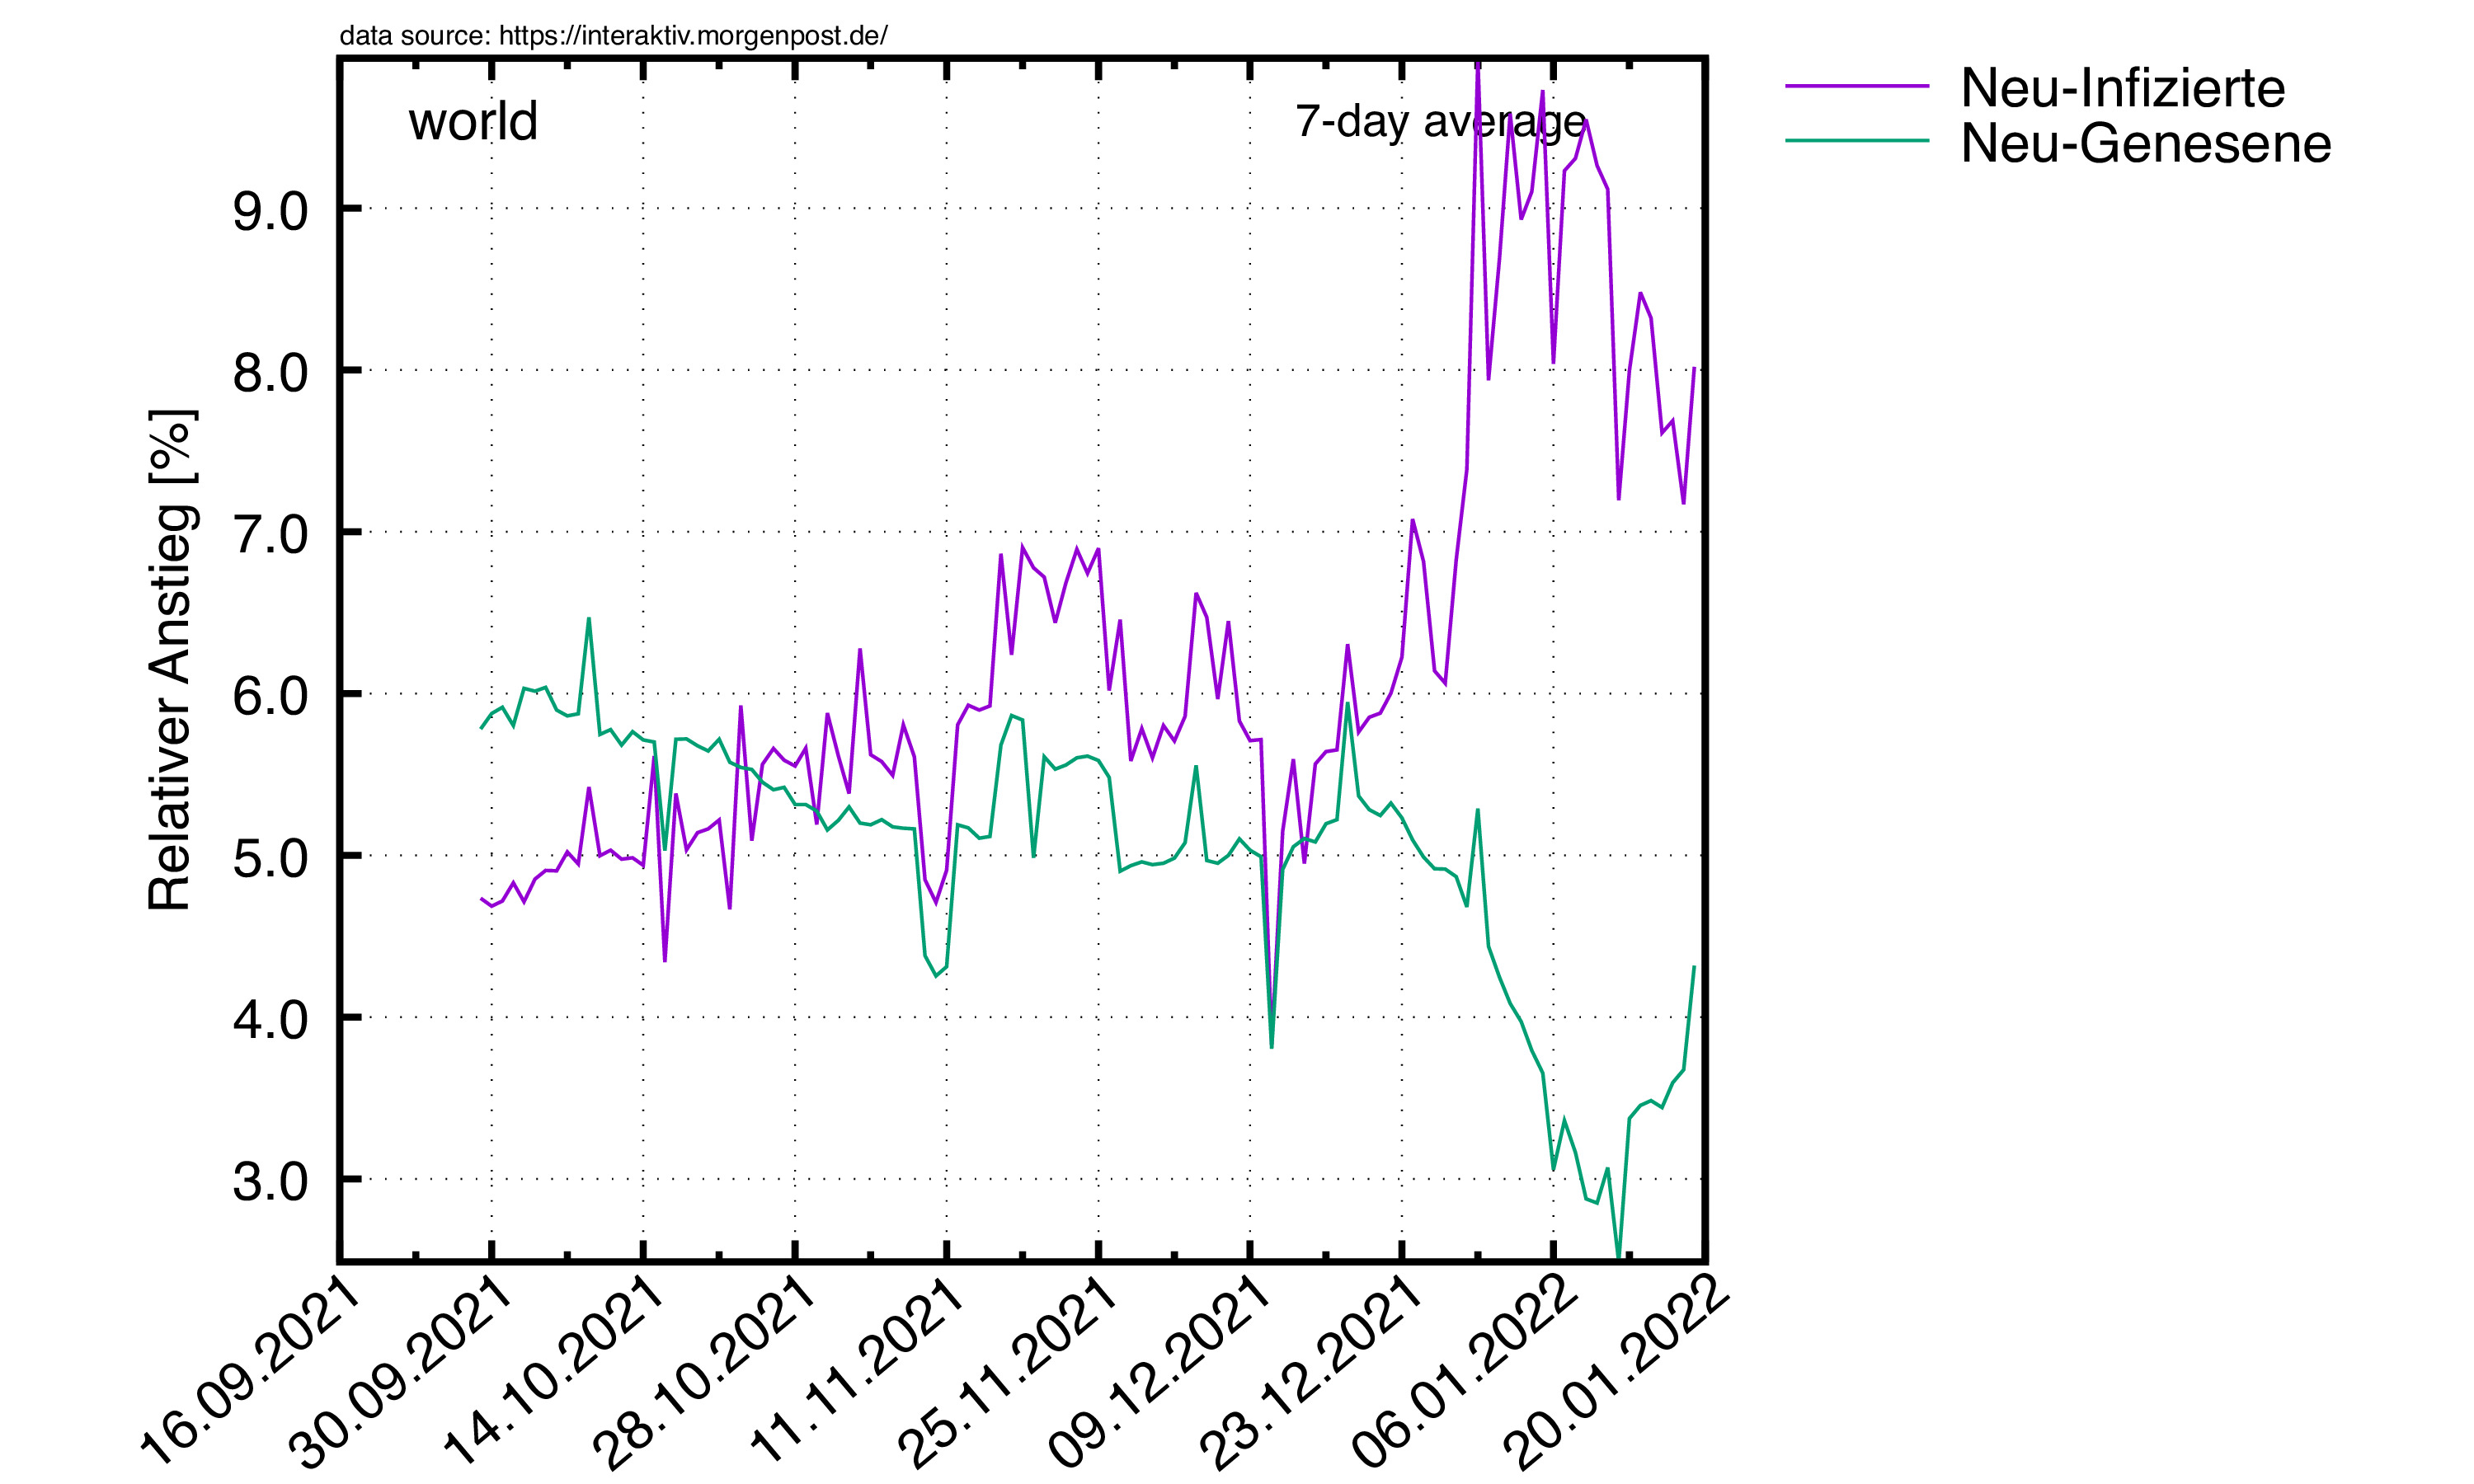 data source: https://interaktiv.morgenpost.de/
world
7-day average
Neu-Infizierte
Neu-Genesene
Relativer Anstieg [%]
9.0
8.0
7.0
6.0
5.0
4.0
3.0
16.09.2021
30.09.2021
14.10.2021
28.10.2021
11.11.2021
25.11.2021
09.12.2021
23.12.2021
06.01.2022
20.01.2022